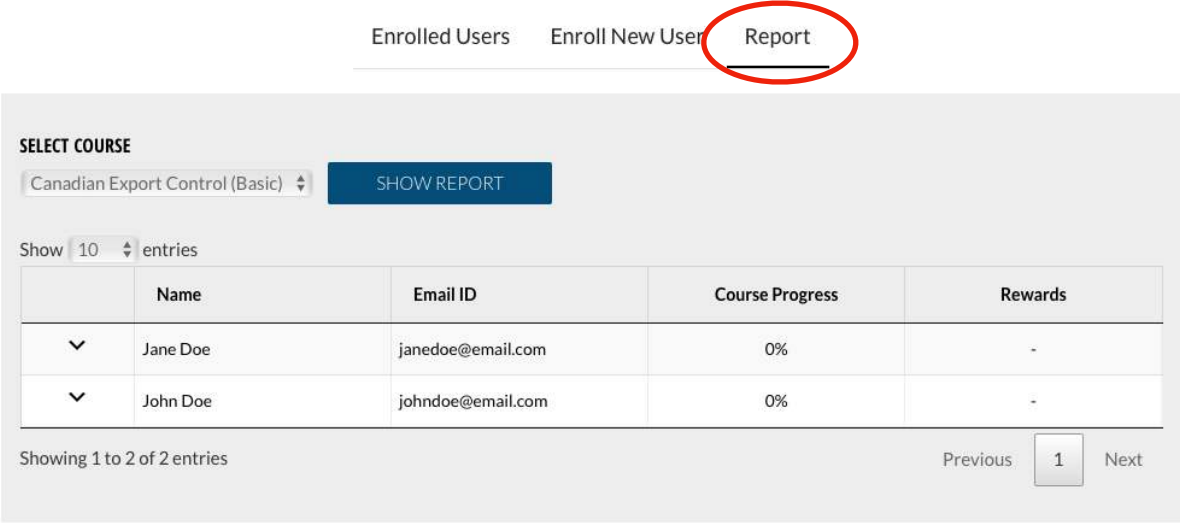 Enrolled Users Enroll New User Report
SELECT COURSE
Canadian Export Control (Basic) SHOW REPORT
Show 10 entries
Name Email ID Course Progress Rewards
Jane Doe janedoe@email.com 0% -
John Doe johndoe@email.com 0% -
Showing 1 to 2 of 2 entries Previous 1 Next